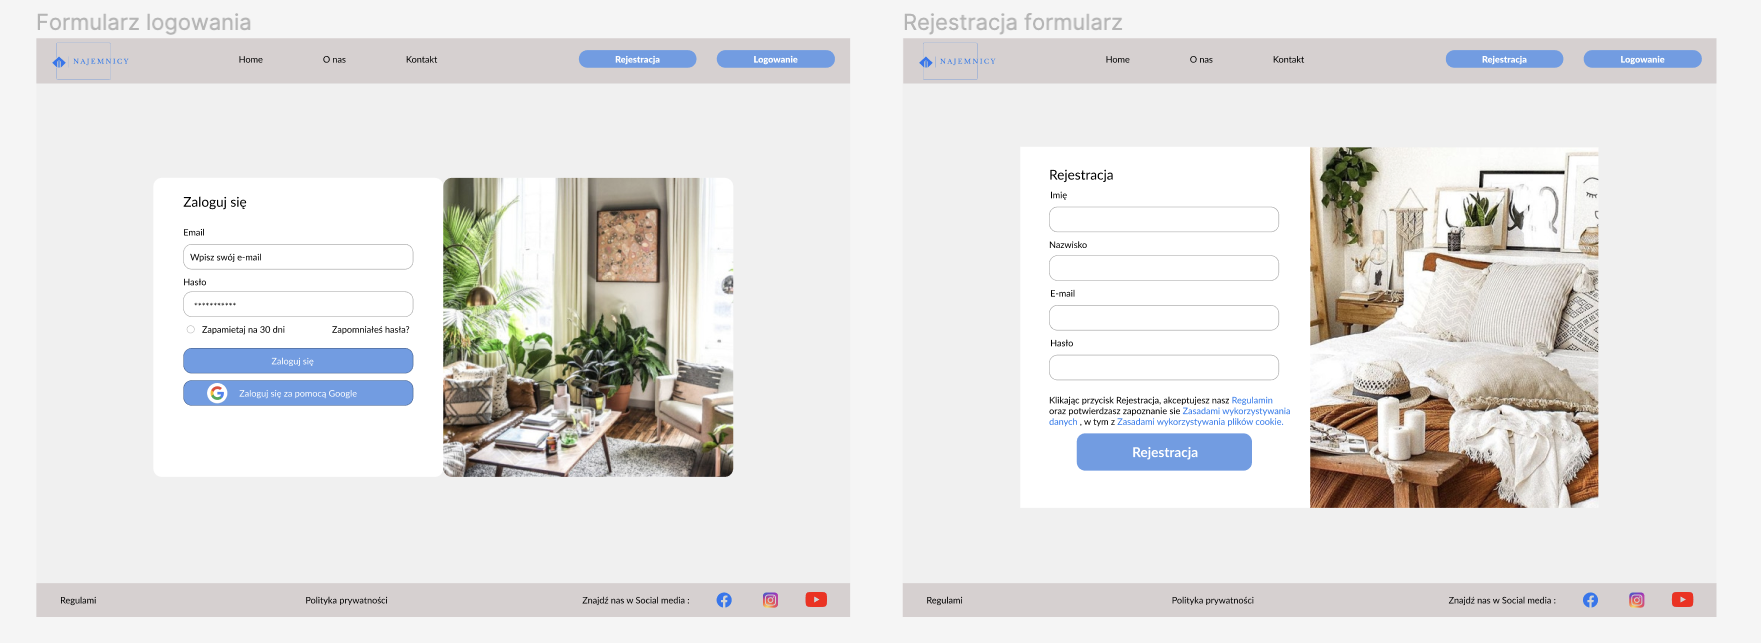 Formularz logowania
NAJEMNICY
Home
O nas
Kontakt
Rejestracja
Logowanie
Zaloguj się
Email
Wpisz swój e-mail
Hasło
***********
Zapamietaj na 30 dni
Zapomniałeś hasła?
Zaloguj się
Zaloguj się za pomocą Google
Regulami
Polityka prywatności
Znajdź nas w Social media :
Rejestracja formularz
NAJEMNICY
Home
O nas
Kontakt
Rejestracja
Logowanie
Rejestracja
Imię
Nazwisko
E-mail
Hasło
Klikając przycisk Rejestracja, akceptujesz nasz Regulamin
oraz potwierdzasz zapoznanie sie Zasadami wykorzystywania
danych , w tym z Zasadami wykorzystywania plików cookie.
Rejestracja
Regulami
Polityka prywatności
Znajdź nas w Social media :